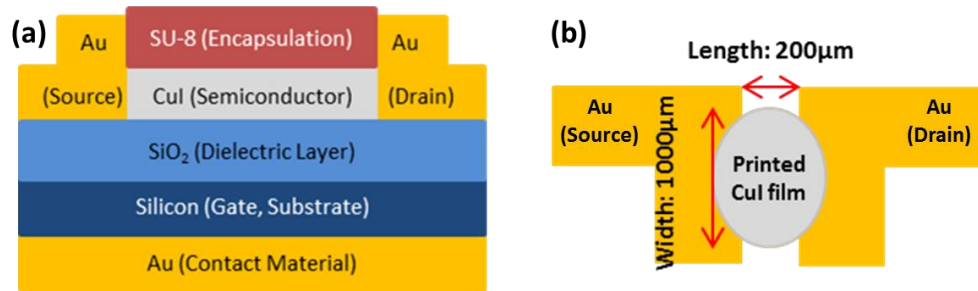 (a)
SU-8 (Encapsulation)
Au
(Source)
Au
(Drain)
CuI (Semiconductor)
SiO₂ (Dielectric Layer)
Silicon (Gate, Substrate)
Au (Contact Material)
(b)
Length: 200µm
Au
(Source)
Width: 1000µm
Printed
CuI film
Au
(Drain)